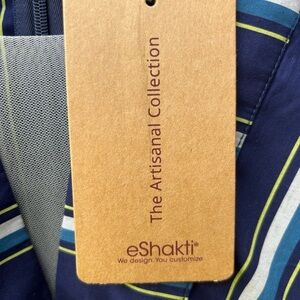 The Artisanal Collection
eShakti®
We design. You customize